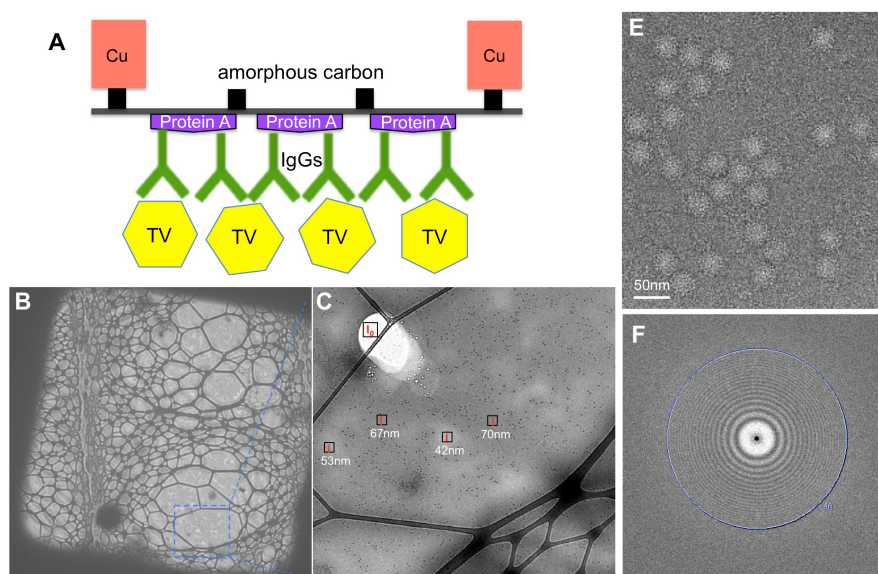 A
Cu
Cu
amorphous carbon
Protein A
Protein A
Protein A
IgGs
TV
TV
TV
TV
B
C
I0
I
67nm
I
70nm
I
42nm
I
53nm
E
50nm
F